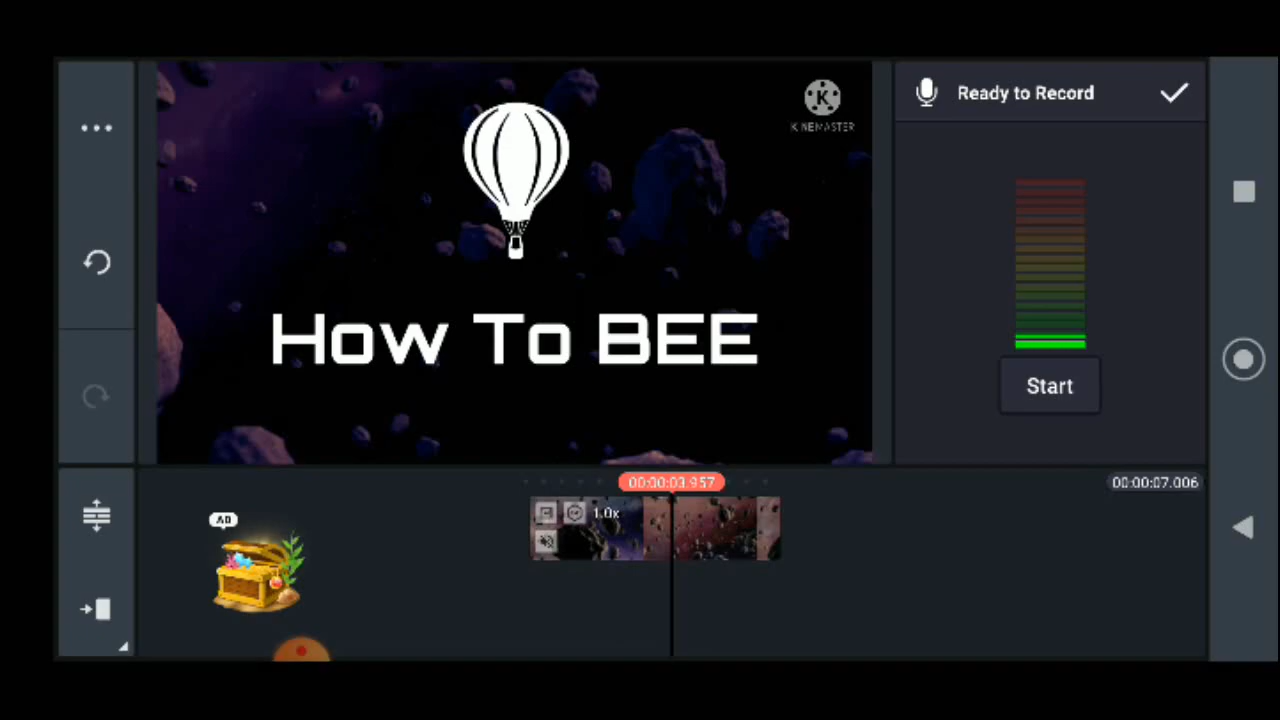 Ready to Record
K
KINEMASTER
How To BEE
Start
00:00:03.957
00:00:07.006
AD
1.0x